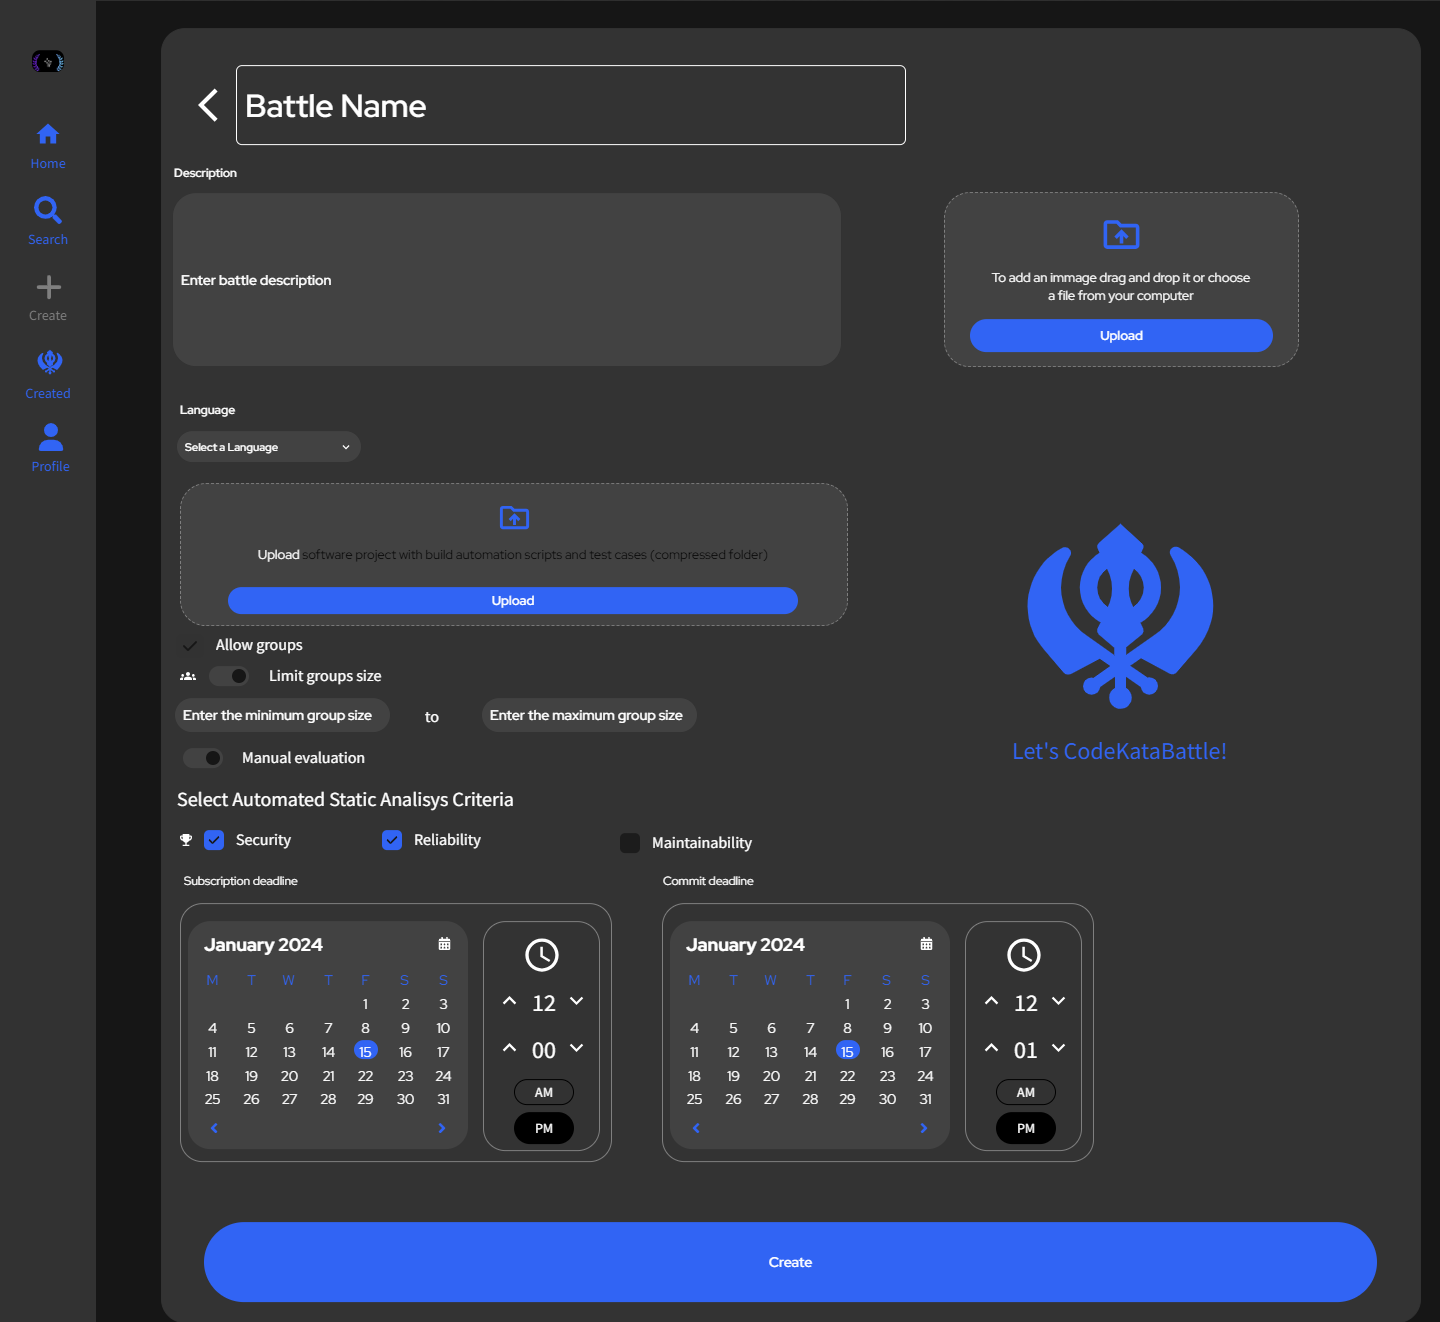 Home
Search
Create
Created
Profile
Battle Name
Description
Enter battle description
To add an immage drag and drop it or choose
a file from your computer
Upload
Language
Select a Language
Upload software project with build automation scripts and test cases (compressed folder)
Upload
Allow groups
Limit groups size
Enter the minimum group size to Enter the maximum group size
Manual evaluation
Let's CodeKataBattle!
Select Automated Static Analisys Criteria
Security Reliability Maintainability
Subscription deadline
January 2024
M T W T F S S
1 2 3
4 5 6 7 8 9 10
11 12 13 14 15 16 17
18 19 20 21 22 23 24
25 26 27 28 29 30 31
12
00
AM
PM
Commit deadline
January 2024
M T W T F S S
1 2 3
4 5 6 7 8 9 10
11 12 13 14 15 16 17
18 19 20 21 22 23 24
25 26 27 28 29 30 31
12
01
AM
PM
Create